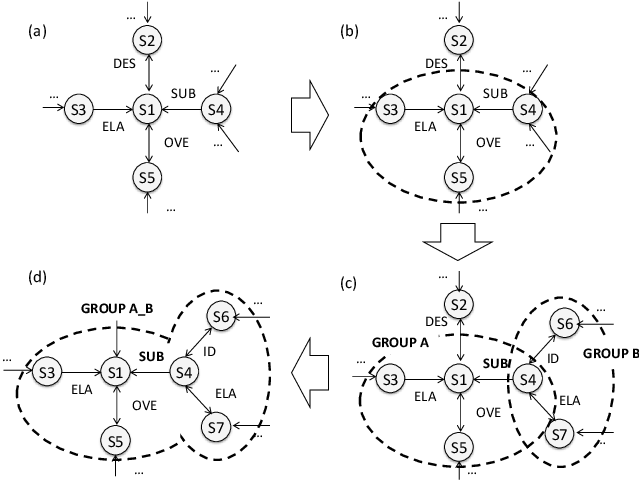 (a)
...
S2
DES
...
SUB
...
S3
S1
S4
ELA
...
OVE
S5
...
(b)
...
S2
DES
...
SUB
...
S3
S1
S4
ELA
...
OVE
S5
...
(d)
GROUP A_B
S6
...
...
SUB
ID
S3
S1
S4
ELA
ELA
OVE
S7
S5
..
...
(c)
...
S2
DES
...
S6
GROUP A
GROUP B
...
SUB
ID
S3
S1
S4
ELA
ELA
OVE
S7
S5
..
...